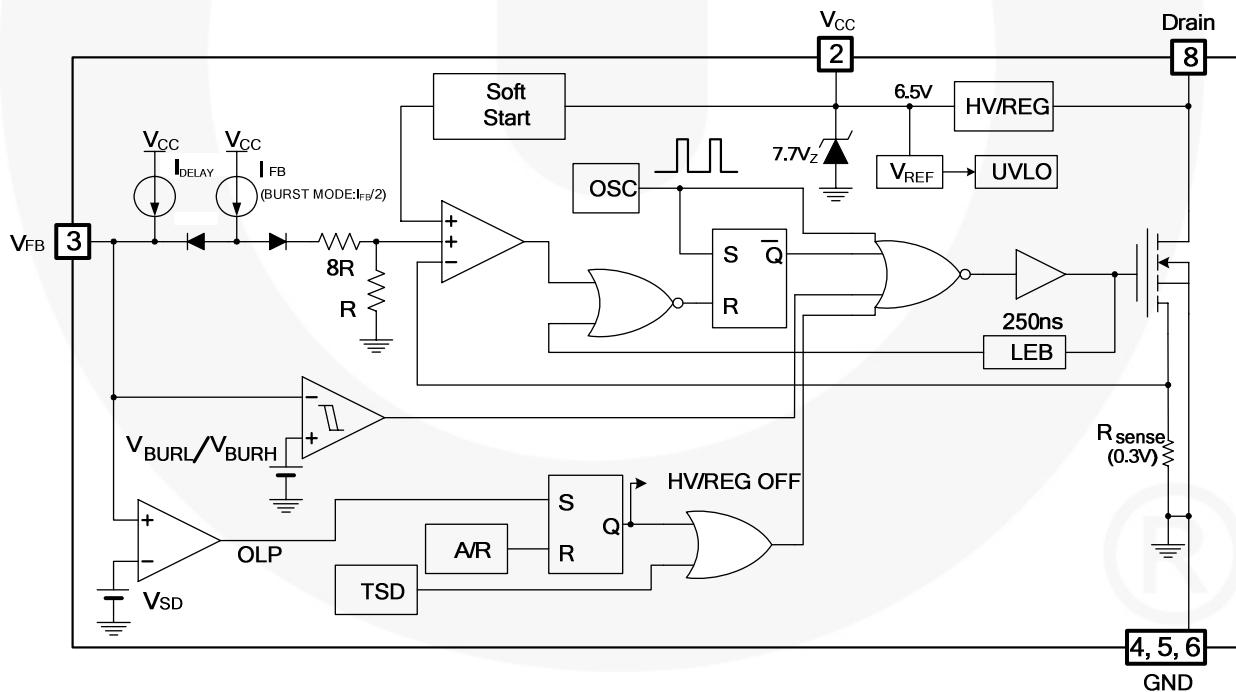 VCC
Drain
2
8
Soft
Start
6.5V
HV/REG
VCC
VCC
IDELAY
IFB
(BURST MODE:IFB/2)
OSC
7.7VZ
VREF
UVLO
VFB
3
+
+
−
8R
R
S
Q
R
250ns
LEB
−
+
VBURL/VBURH
Rsense
(0.3V)
HV/REG OFF
S
Q
R
+
−
OLP
A/R
TSD
VSD
R
4, 5, 6
GND